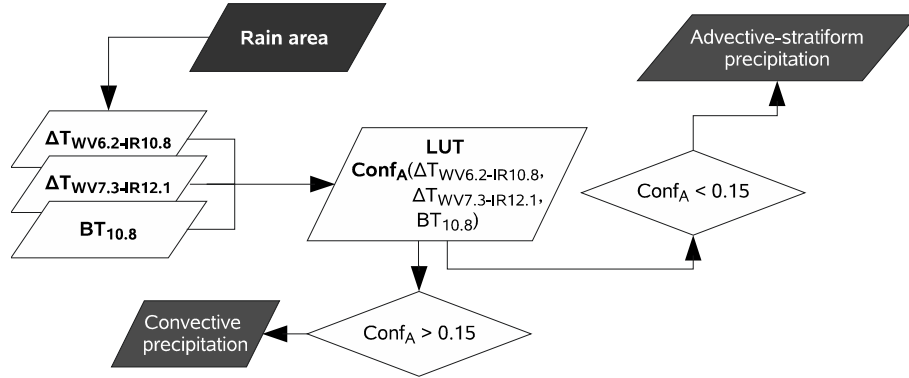 Rain area
Advective-stratiform
precipitation
ΔTWV6.2-IR10.8
ΔTWV7.3-IR12.1
BT10.8
LUT
ConfA(ΔTWV6.2-IR10.8,
ΔTWV7.3-IR12.1,
BT10.8)
ConfA < 0.15
Convective
precipitation
ConfA > 0.15